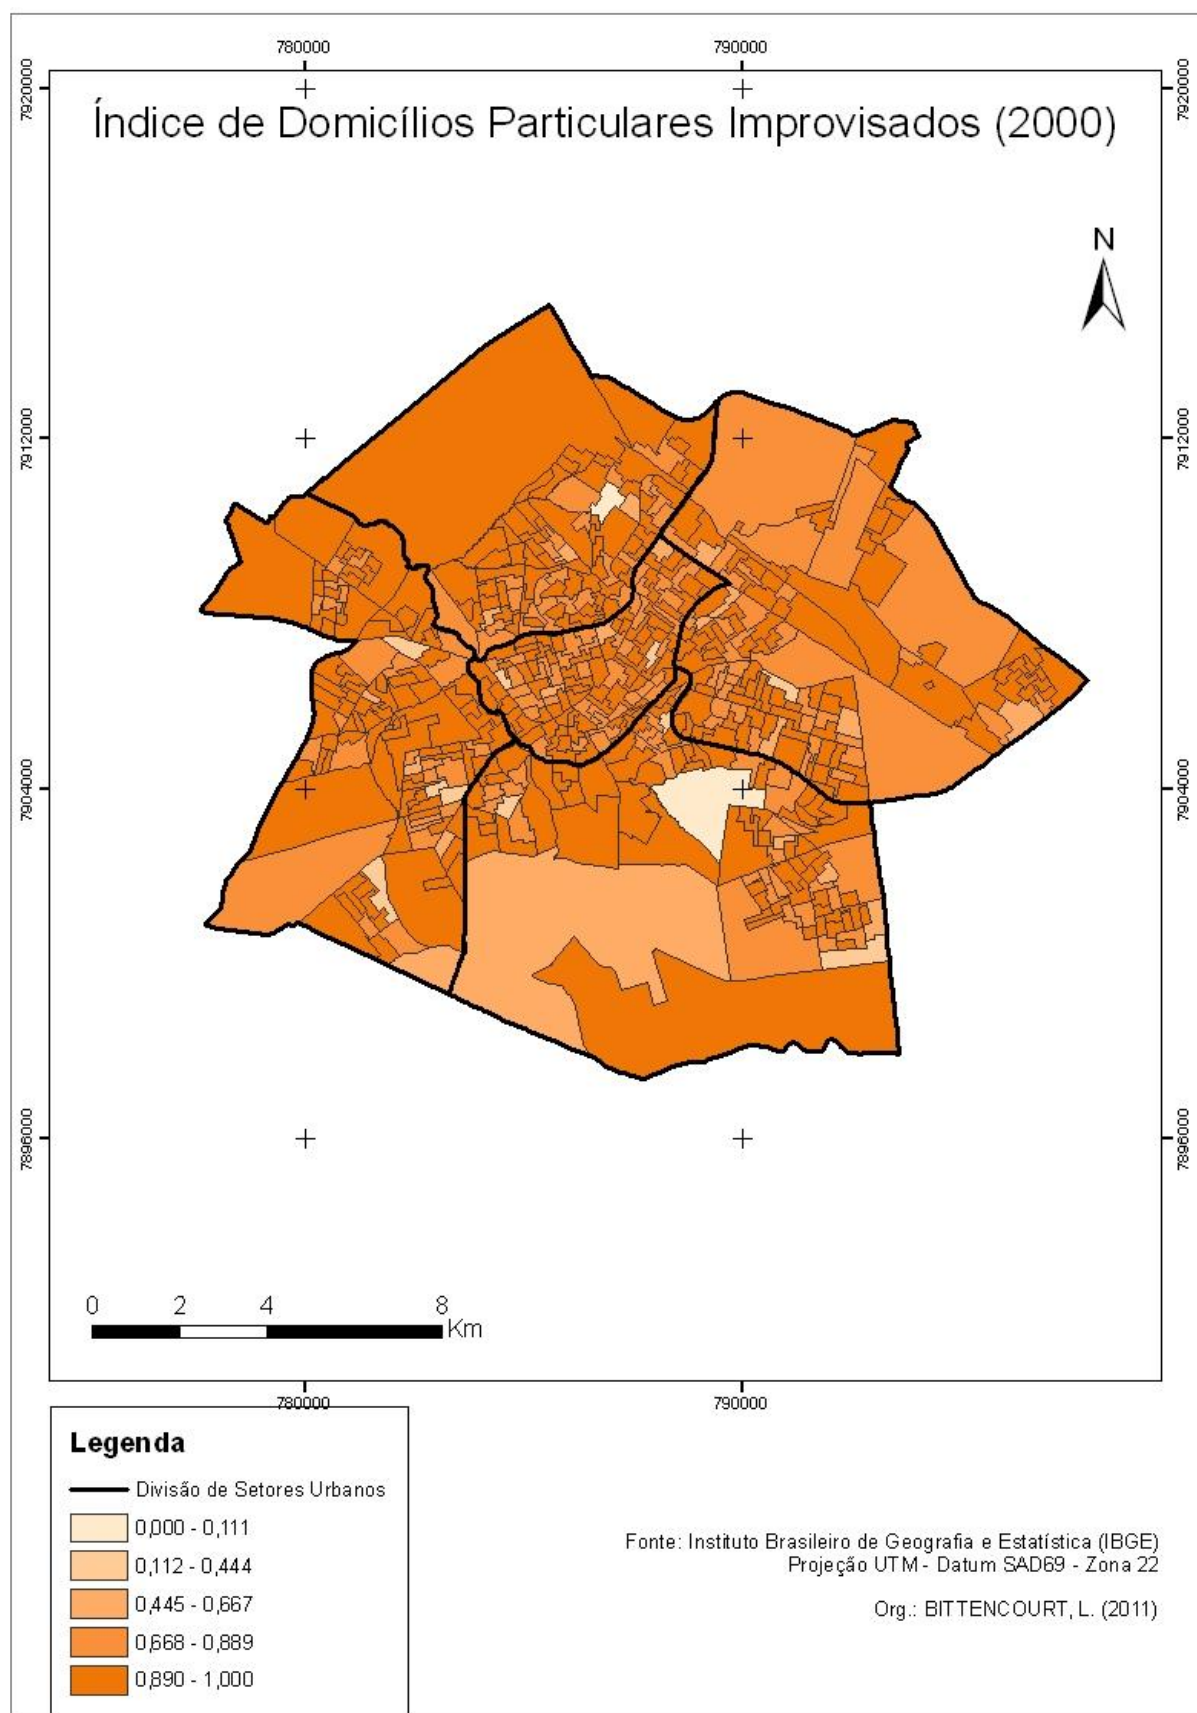 780000
790000
7920000
7920000
Índice de Domicílios Particulares Improvisados (2000)
N
7912000
7912000
7904000
7904000
7896000
7896000
0 2 4 8
Km
780000
790000
Legenda
Divisão de Setores Urbanos
0,000 - 0,111
0,112 - 0,444
0,445 - 0,667
0,668 - 0,889
0,890 - 1,000
Fonte: Instituto Brasileiro de Geografia e Estatística (IBGE)
Projeção UTM - Datum SAD69 - Zona 22
Org.: BITTENCOURT, L. (2011)